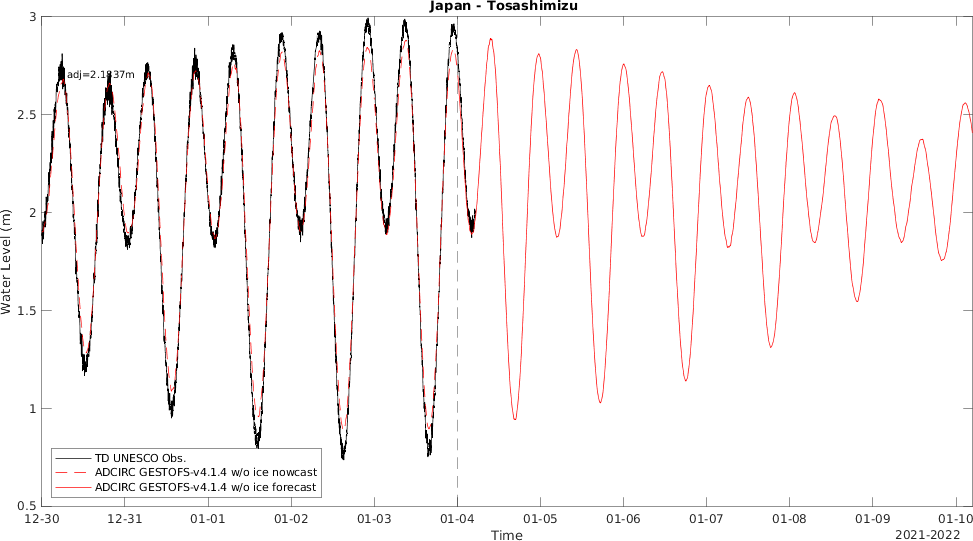 Japan - Tosashimizu
3
2.5
2
1.5
1
0.5
Water Level (m)
adj=2.1837m
TD UNESCO Obs.
ADCIRC GESTOFS-v4.1.4 w/o ice nowcast
ADCIRC GESTOFS-v4.1.4 w/o ice forecast
12-30 12-31 01-01 01-02 01-03 01-04 01-05 01-06 01-07 01-08 01-09 01-10
Time
2021-2022